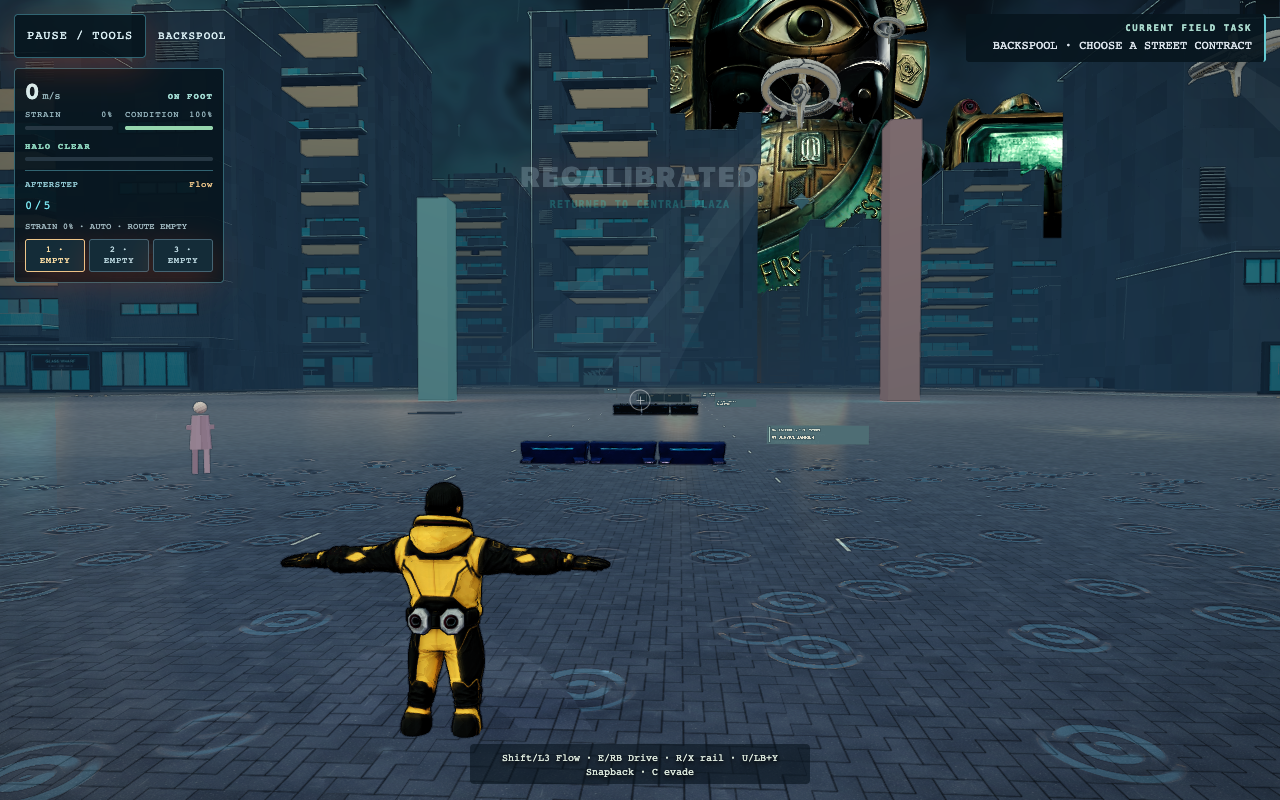 PAUSE / TOOLS
BACKSPOOL
CURRENT FIELD TASK
BACKSPOOL · CHOOSE A STREET CONTRACT
0 m/s
ON FOOT
STRAIN 0%
CONDITION 100%
HALO CLEAR
AFTERSTEP Flow
0/5
STRAIN 0% · AUTO · ROUTE EMPTY
1 · EMPTY
2 · EMPTY
3 · EMPTY
RECALIBRATED
RETURNED TO CENTRAL PLAZA
FIRS
Shift/L3 Flow · E/RB Drive · R/X rail · U/LB+Y
Snapback · C evade